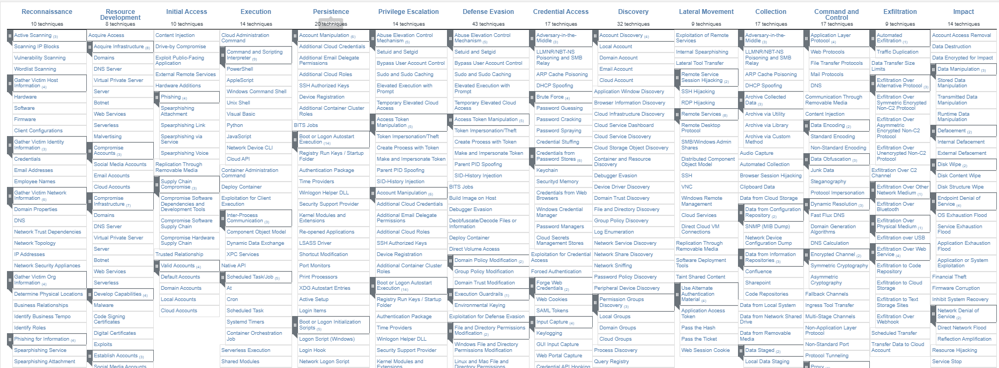 Reconnaissance
10 techniques
Active Scanning (3)
Scanning IP Blocks
Vulnerability Scanning
Wordlist Scanning
Gather Victim Host
Information (4)
Hardware
Software
Firmware
Client Configurations
Gather Victim Identity
Information (3)
Credentials
Email Addresses
Employee Names
Gather Victim Network
Information (6)
Domain Properties
DNS
Network Trust Dependencies
Network Topology
IP Addresses
Network Security Appliances
Gather Victim Org
Information (4)
Determine Physical Locations
Business Relationships
Identify Business Tempo
Identify Roles
Phishing for Information (4)
Spearphishing Service
Spearphishing Attachment
Resource
Development
8 techniques
Acquire Access
Acquire Infrastructure (8)
Domains
DNS Server
Virtual Private Server
Server
Botnet
Web Services
Serverless
Malvertising
Compromise
Accounts (3)
Social Media Accounts
Email Accounts
Cloud Accounts
Compromise
Infrastructure (7)
Domains
DNS Server
Virtual Private Server
Server
Botnet
Web Services
Serverless
Develop Capabilities (4)
Malware
Code Signing
Certificates
Digital Certificates
Exploits
Establish Accounts (3)
Social Media Accounts
Initial Access
10 techniques
Content Injection
Drive-by Compromise
Exploit Public-Facing
Application
External Remote Services
Hardware Additions
Phishing (4)
Spearphishing
Attachment
Spearphishing Link
Spearphishing via
Service
Spearphishing Voice
Replication Through
Removable Media
Supply Chain
Compromise (3)
Compromise Software
Dependencies and
Development Tools
Compromise Software
Supply Chain
Compromise Hardware
Supply Chain
Trusted Relationship
Valid Accounts (4)
Default Accounts
Domain Accounts
Local Accounts
Cloud Accounts
Execution
14 techniques
Cloud Administration
Command
Command and Scripting
Interpreter (9)
PowerShell
AppleScript
Windows Command Shell
Unix Shell
Visual Basic
Python
JavaScript
Network Device CLI
Cloud API
Container Administration
Command
Deploy Container
Exploitation for Client
Execution
Inter-Process
Communication (3)
Component Object Model
Dynamic Data Exchange
XPC Services
Native API
Scheduled Task/Job (5)
At
Cron
Scheduled Task
Systemd Timers
Container Orchestration
Job
Serverless Execution
Shared Modules
Persistence
20 techniques
Account Manipulation (6)
Additional Cloud Credentials
Additional Email Delegate
Permissions
Additional Cloud Roles
SSH Authorized Keys
Device Registration
Additional Container Cluster
Roles
BITS Jobs
Boot or Logon Autostart
Execution (14)
Registry Run Keys / Startup
Folder
Authentication Package
Time Providers
Winlogon Helper DLL
Security Support Provider
Kernel Modules and
Extensions
Re-opened Applications
LSASS Driver
Shortcut Modification
Port Monitors
Print Processors
XDG Autostart Entries
Active Setup
Login Items
Boot or Logon Initialization
Scripts (5)
Logon Script (Windows)
Login Hook
Network Logon Script
Privilege Escalation
14 techniques
Abuse Elevation Control
Mechanism (5)
Setuid and Setgid
Bypass User Account Control
Sudo and Sudo Caching
Elevated Execution with
Prompt
Temporary Elevated Cloud
Access
Access Token
Manipulation (5)
Token Impersonation/Theft
Create Process with Token
Make and Impersonate Token
Parent PID Spoofing
SID-History Injection
Account Manipulation (6)
Additional Cloud Credentials
Additional Email Delegate
Permissions
Additional Cloud Roles
SSH Authorized Keys
Device Registration
Additional Container Cluster
Roles
Boot or Logon Autostart
Execution (14)
Registry Run Keys / Startup
Folder
Authentication Package
Time Providers
Winlogon Helper DLL
Security Support Provider
Kernel Modules and
Extensions
Defense Evasion
43 techniques
Abuse Elevation Control
Mechanism (5)
Setuid and Setgid
Bypass User Account Control
Sudo and Sudo Caching
Elevated Execution with
Prompt
Temporary Elevated Cloud
Access
Access Token Manipulation (5)
Token Impersonation/Theft
Create Process with Token
Make and Impersonate Token
Parent PID Spoofing
SID-History Injection
BITS Jobs
Build Image on Host
Debugger Evasion
Deobfuscate/Decode Files or
Information
Deploy Container
Direct Volume Access
Domain Policy Modification (2)
Group Policy Modification
Domain Trust Modification
Execution Guardrails (1)
Environmental Keying
Exploitation for Defense Evasion
File and Directory Permissions
Modification (2)
Windows File and Directory
Permissions Modification
Linux and Mac File and
Directory Permissions
Credential Access
17 techniques
Adversary-in-the-
Middle (3)
LLMNR/NBT-NS
Poisoning and SMB
Relay
ARP Cache Poisoning
DHCP Spoofing
Brute Force (4)
Password Guessing
Password Cracking
Password Spraying
Credential Stuffing
Credentials from
Password Stores (6)
Keychain
Securityd Memory
Credentials from Web
Browsers
Windows Credential
Manager
Password Managers
Cloud Secrets
Management Stores
Exploitation for Credential
Access
Forced Authentication
Forge Web
Credentials (2)
Web Cookies
SAML Tokens
Input Capture (4)
Keylogging
GUI Input Capture
Web Portal Capture
Credential API Hooking
Discovery
32 techniques
Account Discovery (4)
Local Account
Domain Account
Email Account
Cloud Account
Application Window Discovery
Browser Information Discovery
Cloud Infrastructure Discovery
Cloud Service Dashboard
Cloud Service Discovery
Cloud Storage Object Discovery
Container and Resource
Discovery
Debugger Evasion
Device Driver Discovery
Domain Trust Discovery
File and Directory Discovery
Group Policy Discovery
Log Enumeration
Network Service Discovery
Network Share Discovery
Network Sniffing
Password Policy Discovery
Peripheral Device Discovery
Permission Groups
Discovery (3)
Local Groups
Domain Groups
Cloud Groups
Process Discovery
Query Registry
Lateral Movement
9 techniques
Exploitation of Remote
Services
Internal Spearphishing
Lateral Tool Transfer
Remote Service
Session Hijacking (2)
SSH Hijacking
RDP Hijacking
Remote Services (8)
Remote Desktop
Protocol
SMB/Windows Admin
Shares
Distributed Component
Object Model
SSH
VNC
Windows Remote
Management
Cloud Services
Direct Cloud VM
Connections
Replication Through
Removable Media
Software Deployment
Tools
Taint Shared Content
Use Alternate
Authentication
Material (4)
Application Access
Token
Pass the Hash
Pass the Ticket
Web Session Cookie
Collection
17 techniques
Adversary-in-the-
Middle (3)
LLMNR/NBT-NS
Poisoning and SMB
Relay
ARP Cache Poisoning
DHCP Spoofing
Archive Collected
Data (3)
Archive via Utility
Archive via Library
Archive via Custom
Method
Audio Capture
Automated Collection
Browser Session Hijacking
Clipboard Data
Data from Cloud Storage
Data from Configuration
Repository (2)
SNMP (MIB Dump)
Network Device
Configuration Dump
Data from Information
Repositories (3)
Confluence
Sharepoint
Code Repositories
Data from Local System
Data from Network Shared
Drive
Data from Removable
Media
Data Staged (2)
Local Data Staging
Command and
Control
17 techniques
Application Layer
Protocol (4)
Web Protocols
File Transfer Protocols
Mail Protocols
DNS
Communication Through
Removable Media
Content Injection
Data Encoding (2)
Standard Encoding
Non-Standard Encoding
Data Obfuscation (3)
Junk Data
Steganography
Protocol Impersonation
Dynamic Resolution (3)
Fast Flux DNS
Domain Generation
Algorithms
DNS Calculation
Encrypted Channel (2)
Symmetric Cryptography
Asymmetric
Cryptography
Fallback Channels
Ingress Tool Transfer
Multi-Stage Channels
Non-Application Layer
Protocol
Non-Standard Port
Protocol Tunneling
Proxy (4)
Exfiltration
9 techniques
Automated
Exfiltration (1)
Traffic Duplication
Data Transfer Size
Limits
Exfiltration Over
Alternative Protocol (3)
Exfiltration Over
Symmetric Encrypted
Non-C2 Protocol
Exfiltration Over
Asymmetric
Encrypted Non-C2
Protocol
Exfiltration Over
Unencrypted Non-C2
Protocol
Exfiltration Over C2
Channel
Exfiltration Over Other
Network Medium (1)
Exfiltration Over
Bluetooth
Exfiltration Over
Physical Medium (1)
Exfiltration over USB
Exfiltration Over Web
Service (4)
Exfiltration to Code
Repository
Exfiltration to Cloud
Storage
Exfiltration to Text
Storage Sites
Exfiltration Over
Webhook
Scheduled Transfer
Transfer Data to Cloud
Account
Impact
14 techniques
Account Access Removal
Data Destruction
Data Encrypted for Impact
Data Manipulation (3)
Stored Data
Manipulation
Transmitted Data
Manipulation
Runtime Data
Manipulation
Defacement (2)
Internal Defacement
External Defacement
Disk Wipe (2)
Disk Content Wipe
Disk Structure Wipe
Endpoint Denial of
Service (4)
OS Exhaustion Flood
Service Exhaustion
Flood
Application Exhaustion
Flood
Application or System
Exploitation
Financial Theft
Firmware Corruption
Inhibit System Recovery
Network Denial of
Service (2)
Direct Network Flood
Reflection Amplification
Resource Hijacking
Service Stop